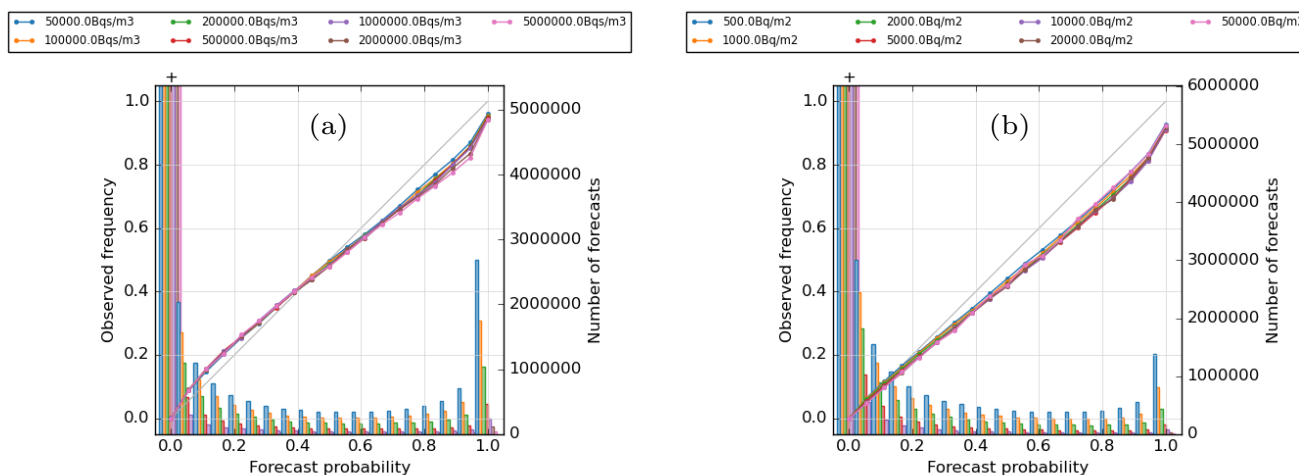 50000.0Bqs/m3 200000.0Bqs/m3 1000000.0Bqs/m3 5000000.0Bqs/m3
100000.0Bqs/m3 500000.0Bqs/m3 2000000.0Bqs/m3
+
(a)
Observed frequency
1.0
0.8
0.6
0.4
0.2
0.0
0.0 0.2 0.4 0.6 0.8 1.0
Forecast probability
5000000
4000000
3000000
2000000
1000000
0
Number of forecasts
500.0Bq/m2 2000.0Bq/m2 10000.0Bq/m2 50000.0Bq/m2
1000.0Bq/m2 5000.0Bq/m2 20000.0Bq/m2
+
(b)
Observed frequency
1.0
0.8
0.6
0.4
0.2
0.0
0.0 0.2 0.4 0.6 0.8 1.0
Forecast probability
6000000
5000000
4000000
3000000
2000000
1000000
0
Number of forecasts